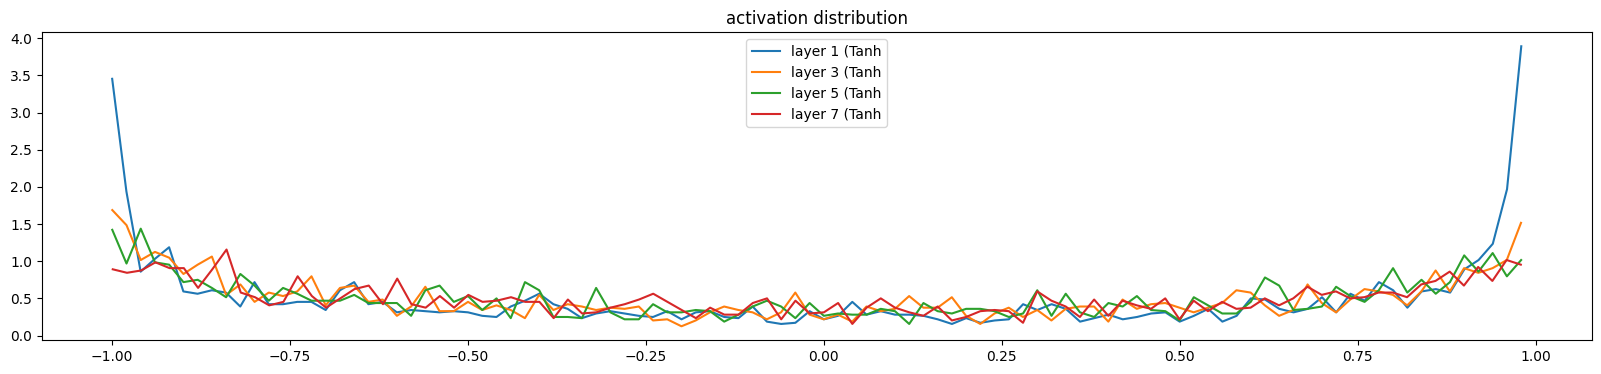 activation distribution
4.0
3.5
3.0
2.5
2.0
1.5
1.0
0.5
0.0
layer 1 (Tanh
layer 3 (Tanh
layer 5 (Tanh
layer 7 (Tanh
−1.00 −0.75 −0.50 −0.25 0.00 0.25 0.50 0.75 1.00